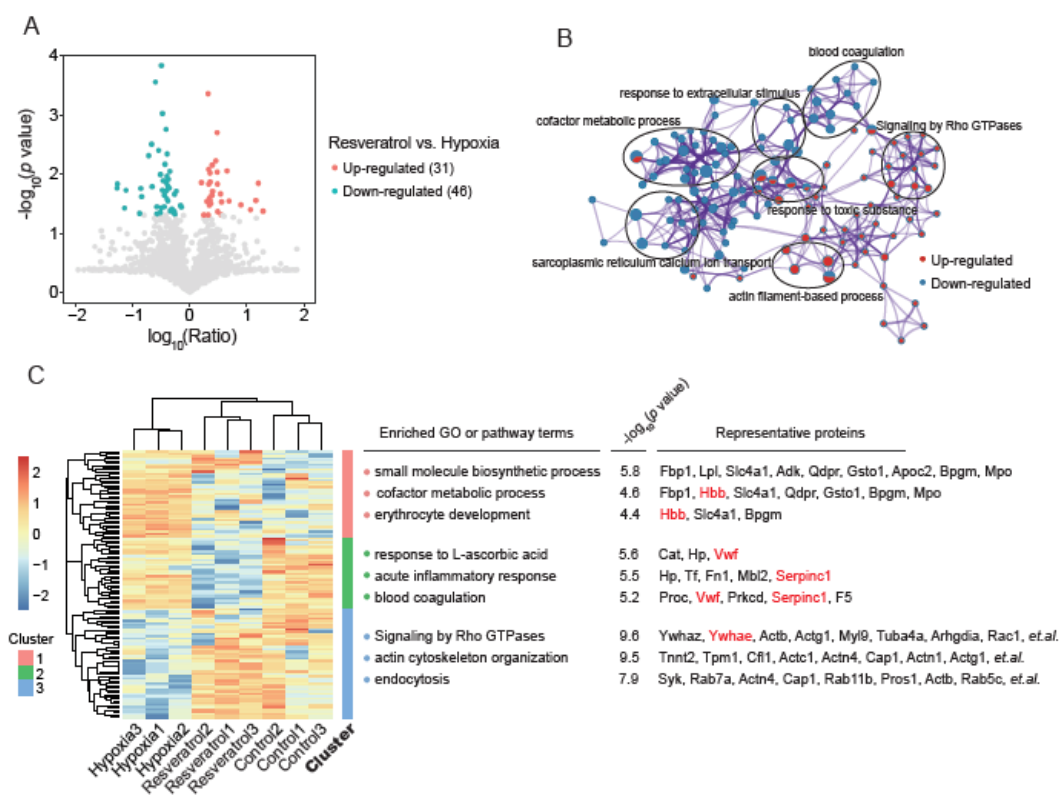 A
4
3
2
1
0
-log10(p value)
−2
−1
0
1
2
log10(Ratio)
Resveratrol vs. Hypoxia
Up-regulated (31)
Down-regulated (46)
B
blood coagulation
response to extracellular stimulus
cofactor metabolic process
Signaling by Rho GTPases
response to toxic substance
sarcoplasmic reticulum calcium ion transport
actin filament-based process
Up-regulated
Down-regulated
C
2
1
0
−1
−2
Cluster
1
2
3
Hypoxia3
Hypoxia1
Hypoxia2
Resveratrol2
Resveratrol1
Resveratrol3
Control2
Control1
Control3
Cluster
Enriched GO or pathway terms -log10(p value) Representative proteins
small molecule biosynthetic process 5.8 Fbp1, Lpl, Slc4a1, Adk, Qdpr, Gsto1, Apoc2, Bpgm, Mpo
cofactor metabolic process 4.6 Fbp1, Hbb, Slc4a1, Qdpr, Gsto1, Bpgm, Mpo
erythrocyte development 4.4 Hbb, Slc4a1, Bpgm
response to L-ascorbic acid 5.6 Cat, Hp, Vwf
acute inflammatory response 5.5 Hp, Tf, Fn1, Mbl2, Serpinc1
blood coagulation 5.2 Proc, Vwf, Prkcd, Serpinc1, F5
Signaling by Rho GTPases 9.6 Ywhaz, Ywhae, Actb, Actg1, Myl9, Tuba4a, Arhgdia, Rac1, et.al.
actin cytoskeleton organization 9.5 Tnnt2, Tpm1, Cfl1, Actc1, Actn4, Cap1, Actn1, Actg1, et.al.
endocytosis 7.9 Syk, Rab7a, Actn4, Cap1, Rab11b, Pros1, Actb, Rab5c, et.al.